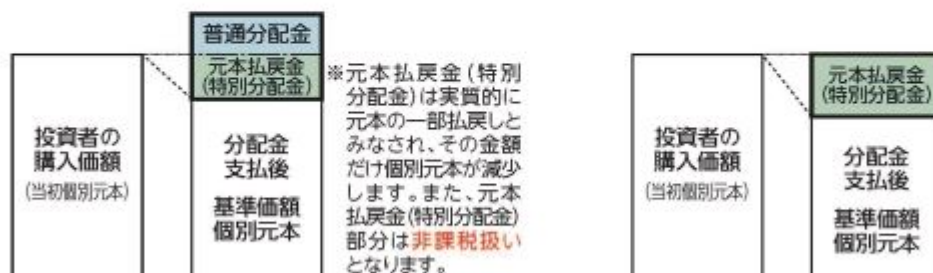 普通分配金
元本払戻金
(特別分配金)
投資者の
購入価額
(当初個別元本)
分配金
支払後
基準価額
個別元本
※元本払戻金(特別
分配金)は実質的に
元本の一部払戻しと
みなされ、その金額
だけ個別元本が減少
します。また、元本
払戻金(特別分配金)
部分は非課税扱い
となります。
投資者の
購入価額
(当初個別元本)
元本払戻金
(特別分配金)
分配金
支払後
基準価額
個別元本